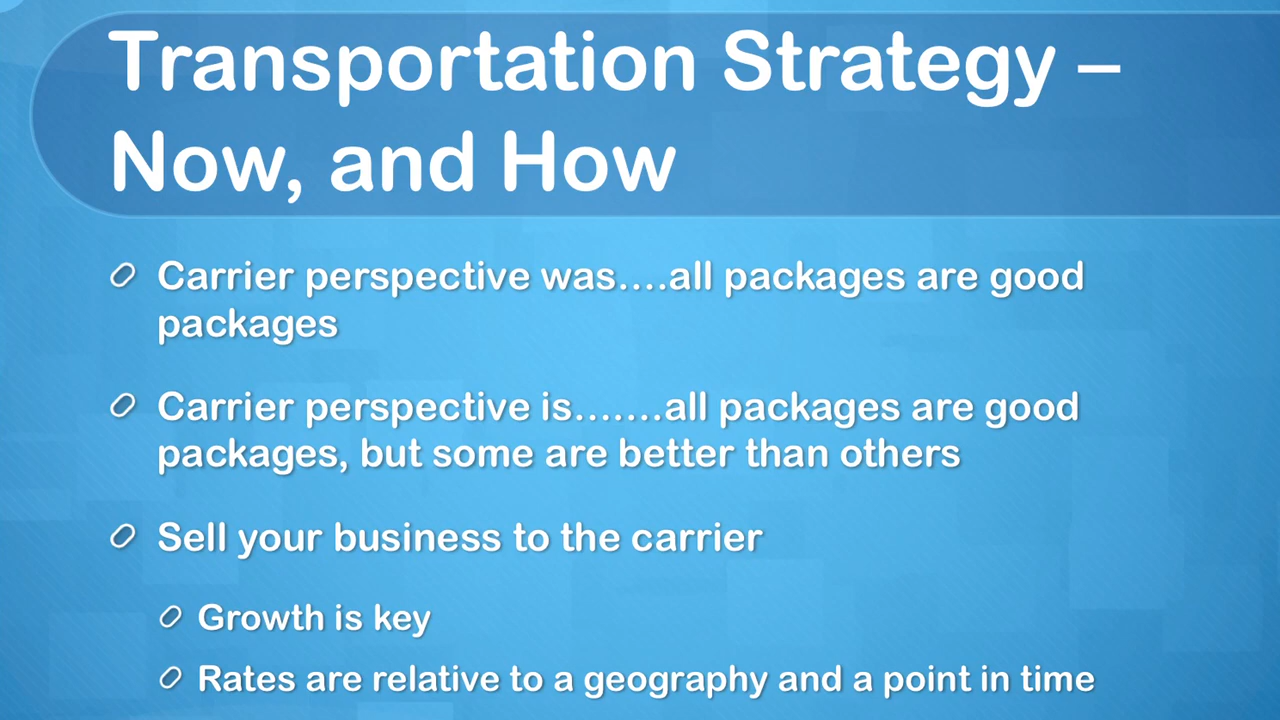 Transportation Strategy –
Now, and How
Carrier perspective was....all packages are good
packages
Carrier perspective is.......all packages are good
packages, but some are better than others
Sell your business to the carrier
Growth is key
Rates are relative to a geography and a point in time